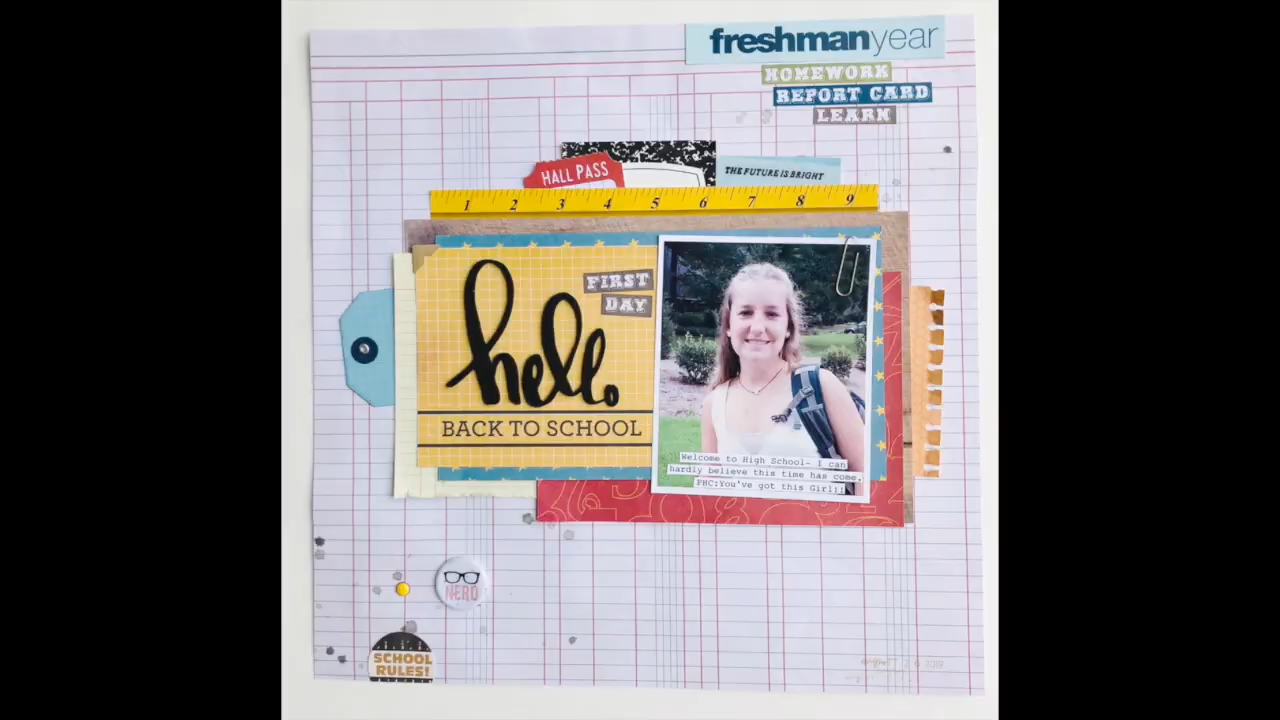 freshmanyear
HOMEWORK
REPORT CARD
LEARN
HALL PASS
THE FUTURE IS BRIGHT
1 2 3 4 5 6 7 8 9
FIRST
DAY
hello
BACK TO SCHOOL
Welcome to High School- I can
hardly believe this time has come.
PHC:You've got this Girl!!
NERD
SCHOOL
RULES!